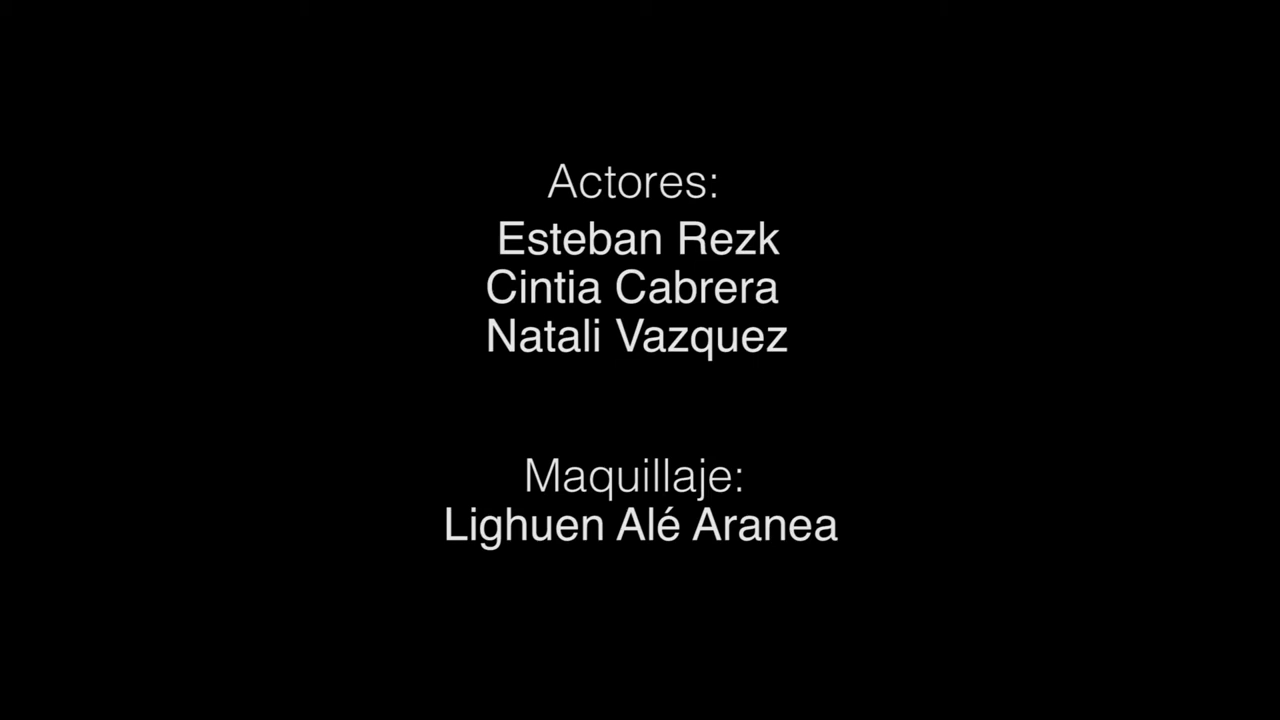 Actores:
Esteban Rezk
Cintia Cabrera
Natali Vazquez
Maquillaje:
Lighuen Alé Aranea